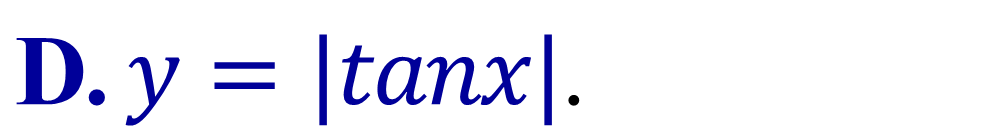 D. y = |tanx|.